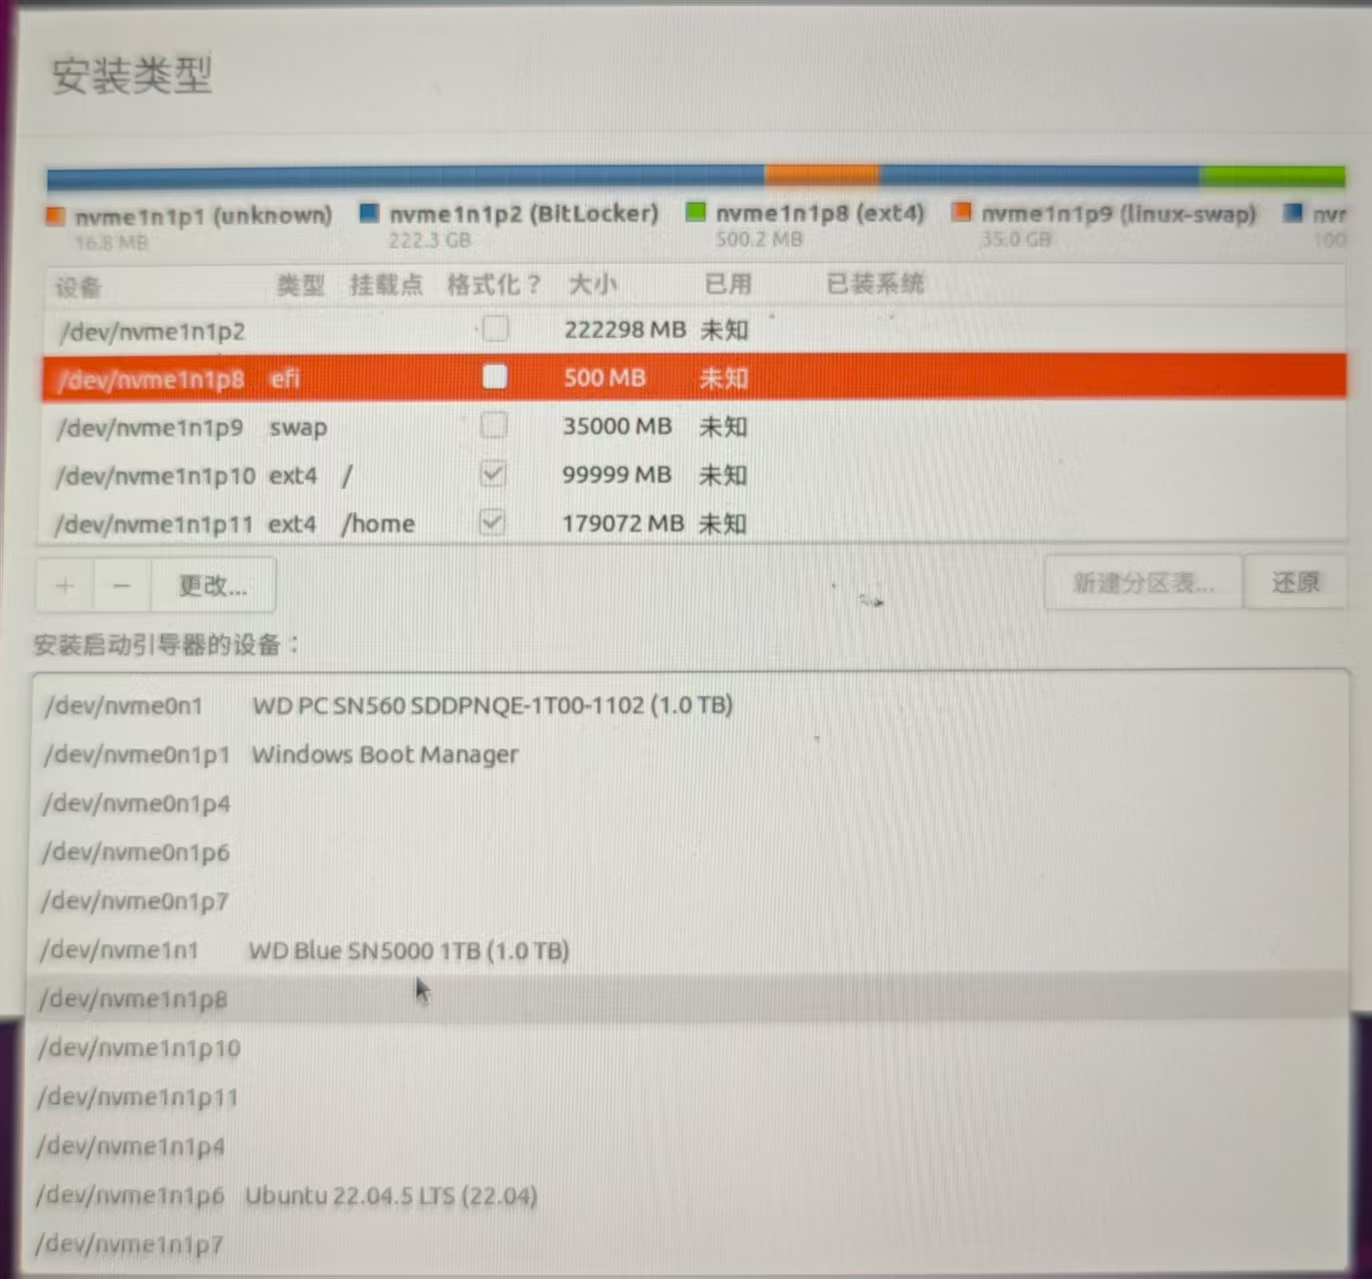 安装类型
nvme1n1p1 (unknown) nvme1n1p2 (BitLocker) nvme1n1p8 (ext4) nvme1n1p9 (linux-swap)
16.8 MB 222.3 GB 500.2 MB 35.0 GB 100
设备 类型 挂载点 格式化？ 大小 已用 已装系统
/dev/nvme1n1p2 222298 MB 未知
/dev/nvme1n1p8 efi 500 MB 未知
/dev/nvme1n1p9 swap 35000 MB 未知
/dev/nvme1n1p10 ext4 / 99999 MB 未知
/dev/nvme1n1p11 ext4 /home 179072 MB 未知
+ − 更改... 新建分区表... 还原
安装启动引导器的设备：
/dev/nvme0n1 WD PC SN560 SDDPNQE-1T00-1102 (1.0 TB)
/dev/nvme0n1p1 Windows Boot Manager
/dev/nvme0n1p4
/dev/nvme0n1p6
/dev/nvme0n1p7
/dev/nvme1n1 WD Blue SN5000 1TB (1.0 TB)
/dev/nvme1n1p8
/dev/nvme1n1p10
/dev/nvme1n1p11
/dev/nvme1n1p4
/dev/nvme1n1p6 Ubuntu 22.04.5 LTS (22.04)
/dev/nvme1n1p7